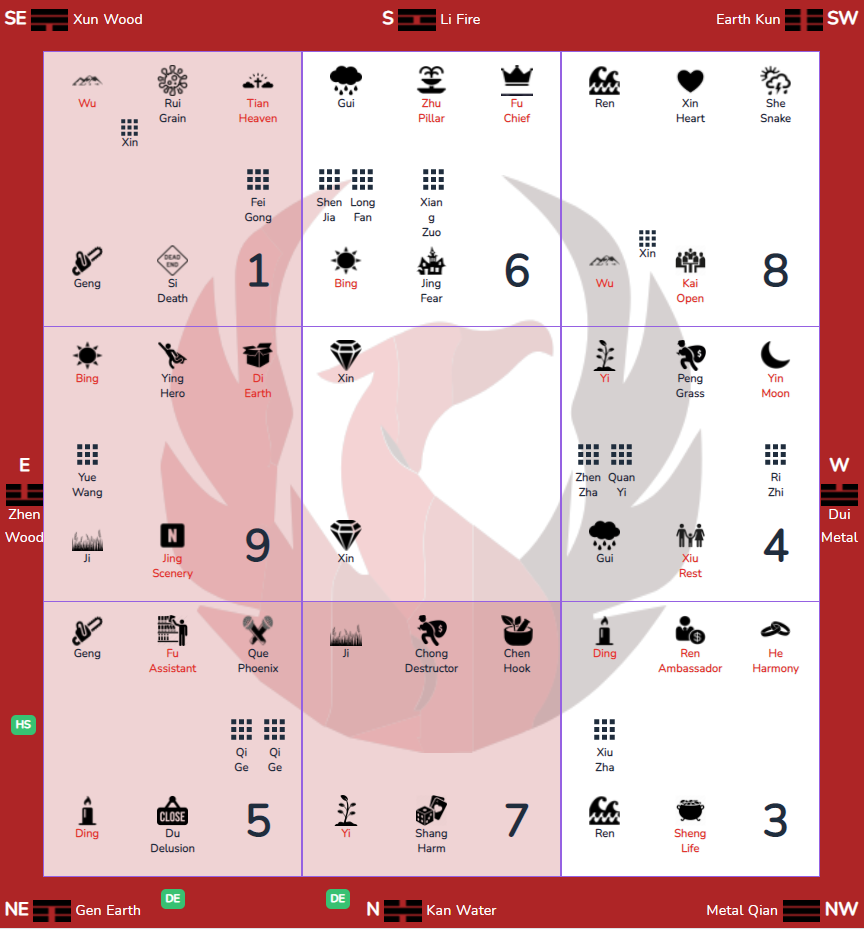 SE Xun Wood
S Li Fire
Earth Kun SW
Wu
Rui
Grain
Tian
Heaven
Xin
Fei
Gong
Geng
DEAD
END
Si
Death
1
Gui
Zhu
Pillar
Fu
Chief
Shen
Jia
Long
Fan
Xian
g
Zuo
Bing
Jing
Fear
6
Ren
Xin
Heart
She
Snake
Xin
Wu
Kai
Open
8
E
Zhen
Wood
Bing
Ying
Hero
Di
Earth
Yue
Wang
Ji
N
Jing
Scenery
9
Xin
Xin
Yi
Peng
Grass
Yin
Moon
Zhen
Zha
Quan
Yi
Ri
Zhi
Gui
Xiu
Rest
4
W
Dui
Metal
HS
Geng
Fu
Assistant
Que
Phoenix
Qi
Ge
Qi
Ge
Ding
CLOSE
Du
Delusion
5
Ji
Chong
Destructor
Chen
Hook
Yi
Shang
Harm
7
Ding
Ren
Ambassador
He
Harmony
Xiu
Zha
Ren
Sheng
Life
3
NE Gen Earth
DE
DE
N Kan Water
Metal Qian NW